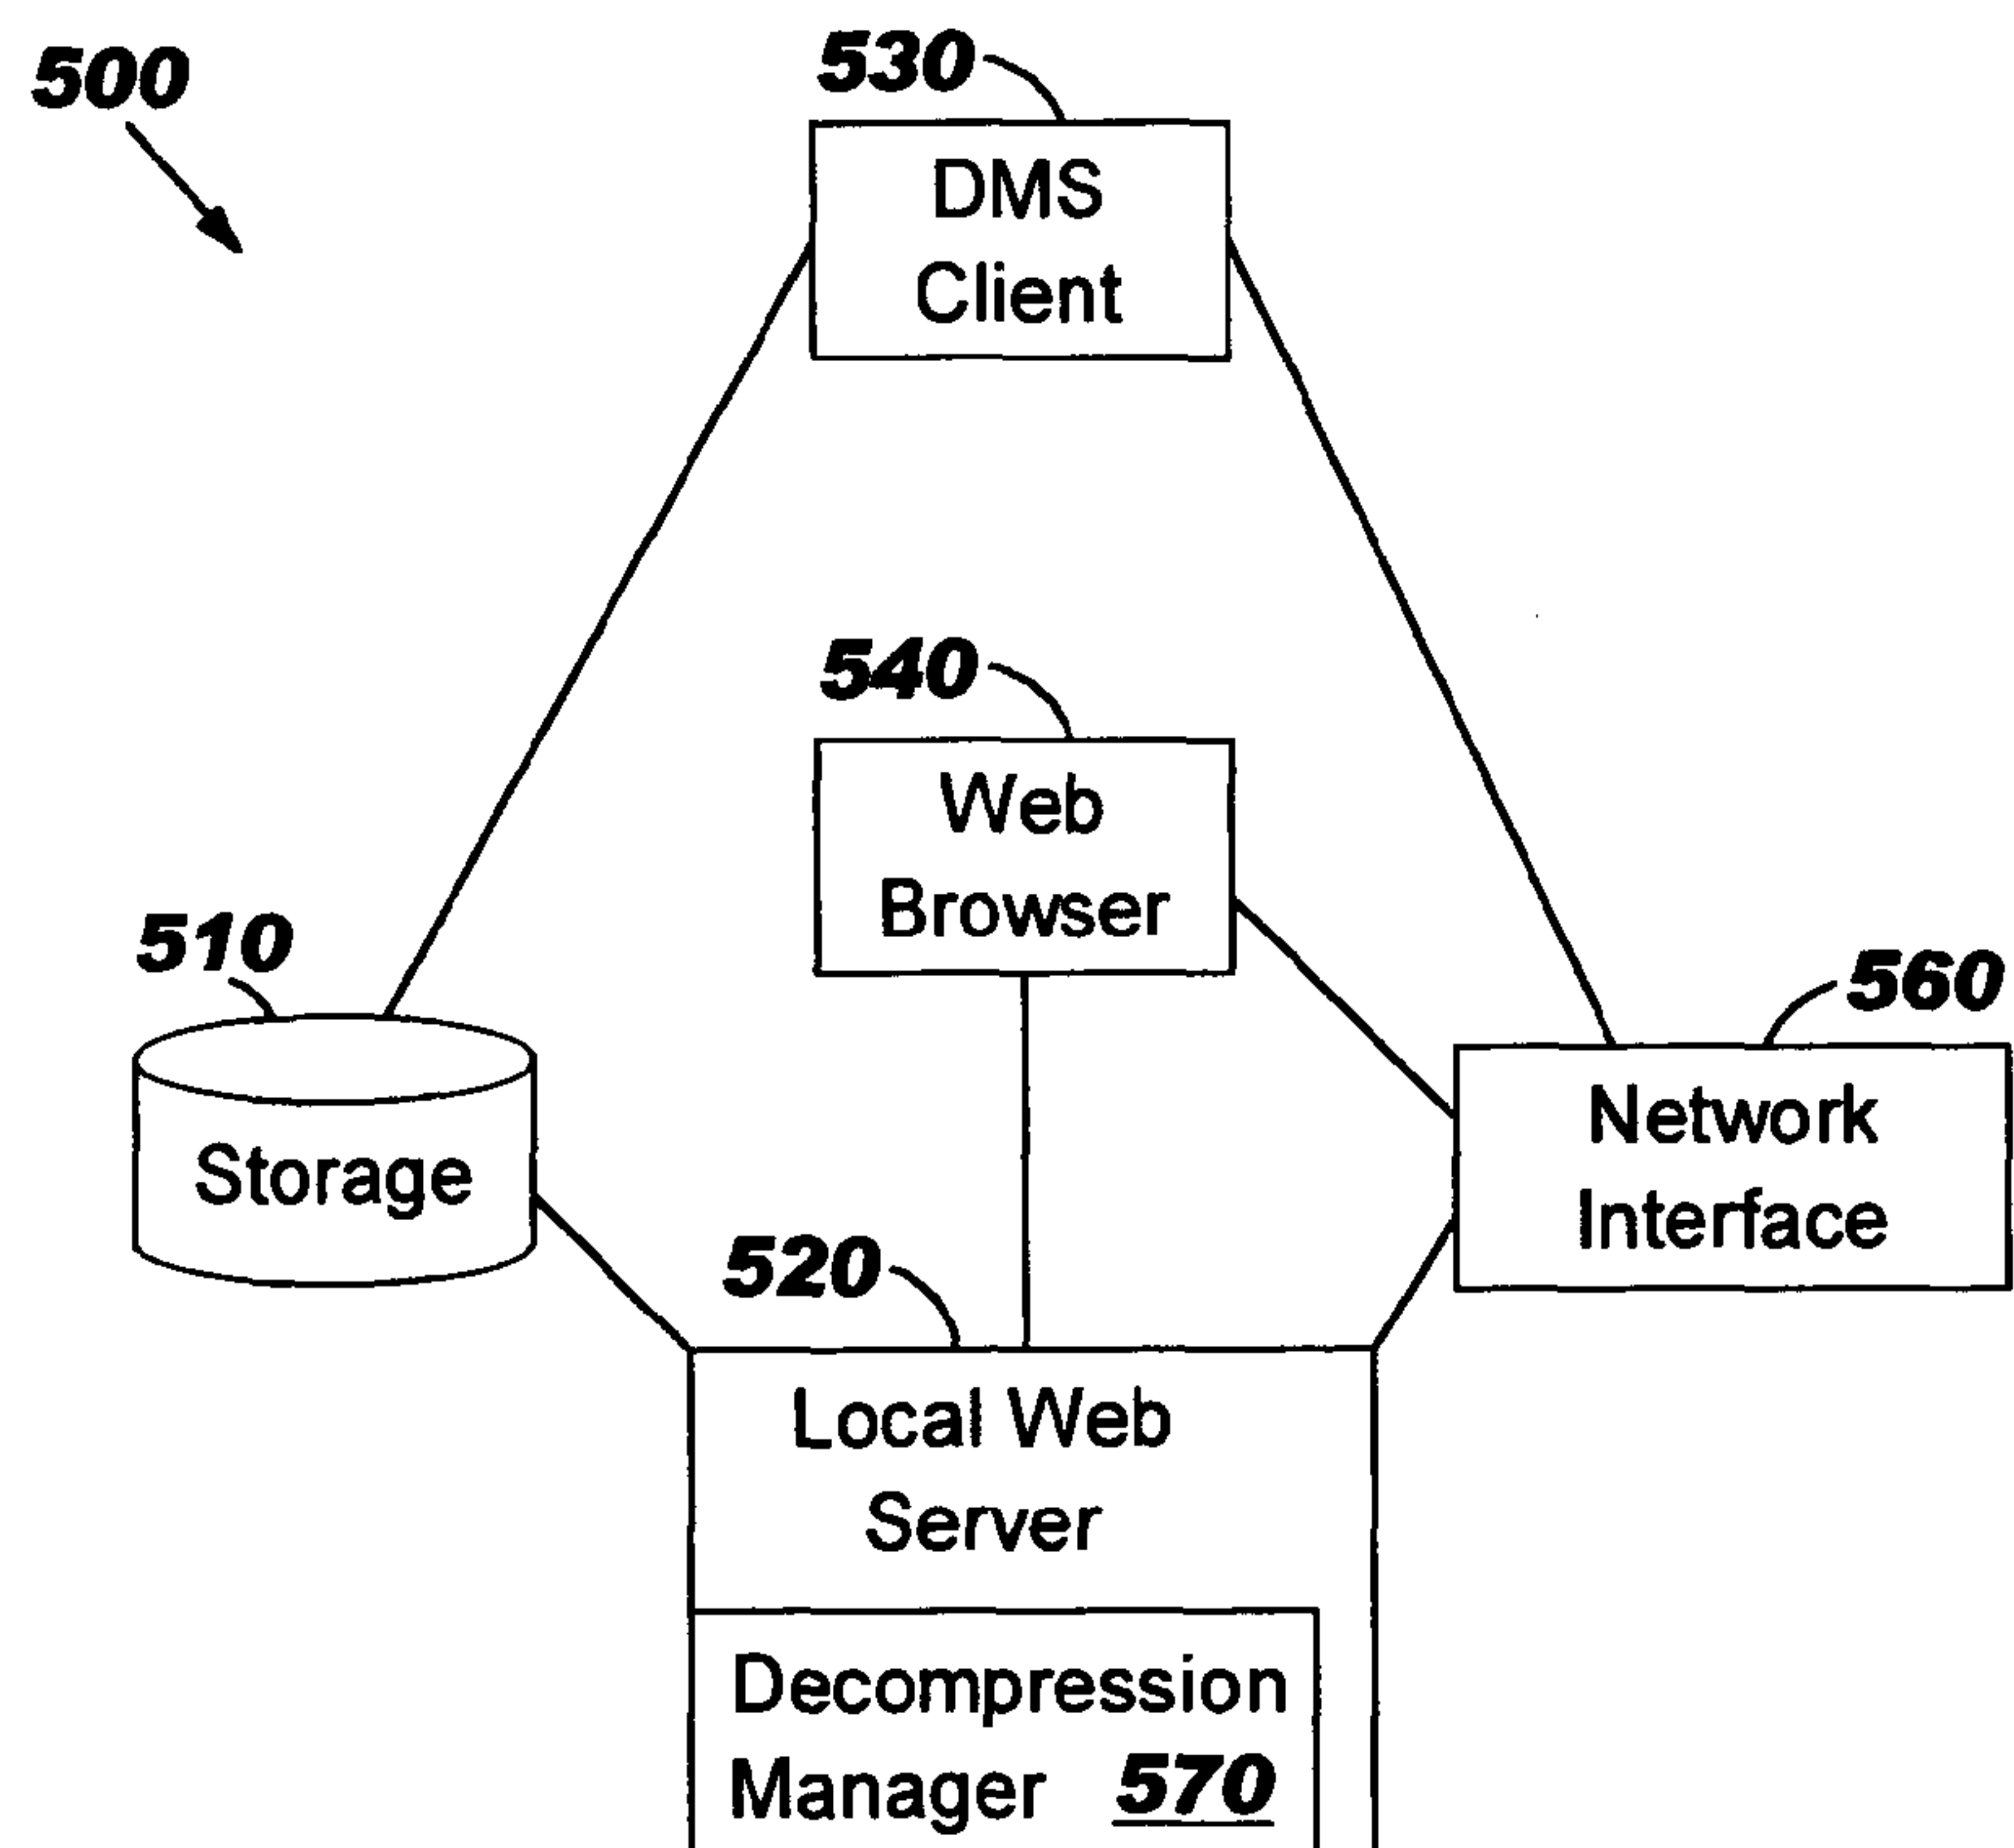 500
530
DMS
Client
540
Web
Browser
510
Storage
560
Network
Interface
520
Local Web
Server
Decompression
Manager 570